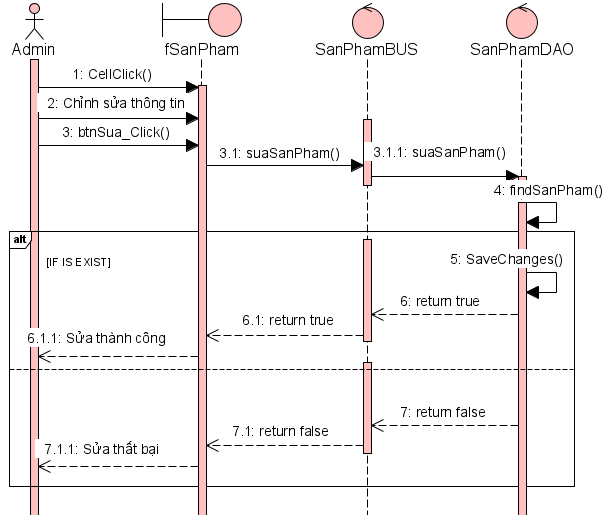 Admin
fSanPham
SanPhamBUS
SanPhamDAO
1: CellClick()
2: Chỉnh sửa thông tin
3: btnSua_Click()
3.1: suaSanPham()
3.1.1: suaSanPham()
4: findSanPham()
alt
[IF IS EXIST]
5: SaveChanges()
6: return true
6.1: return true
6.1.1: Sửa thành công
7: return false
7.1: return false
7.1.1: Sửa thất bại